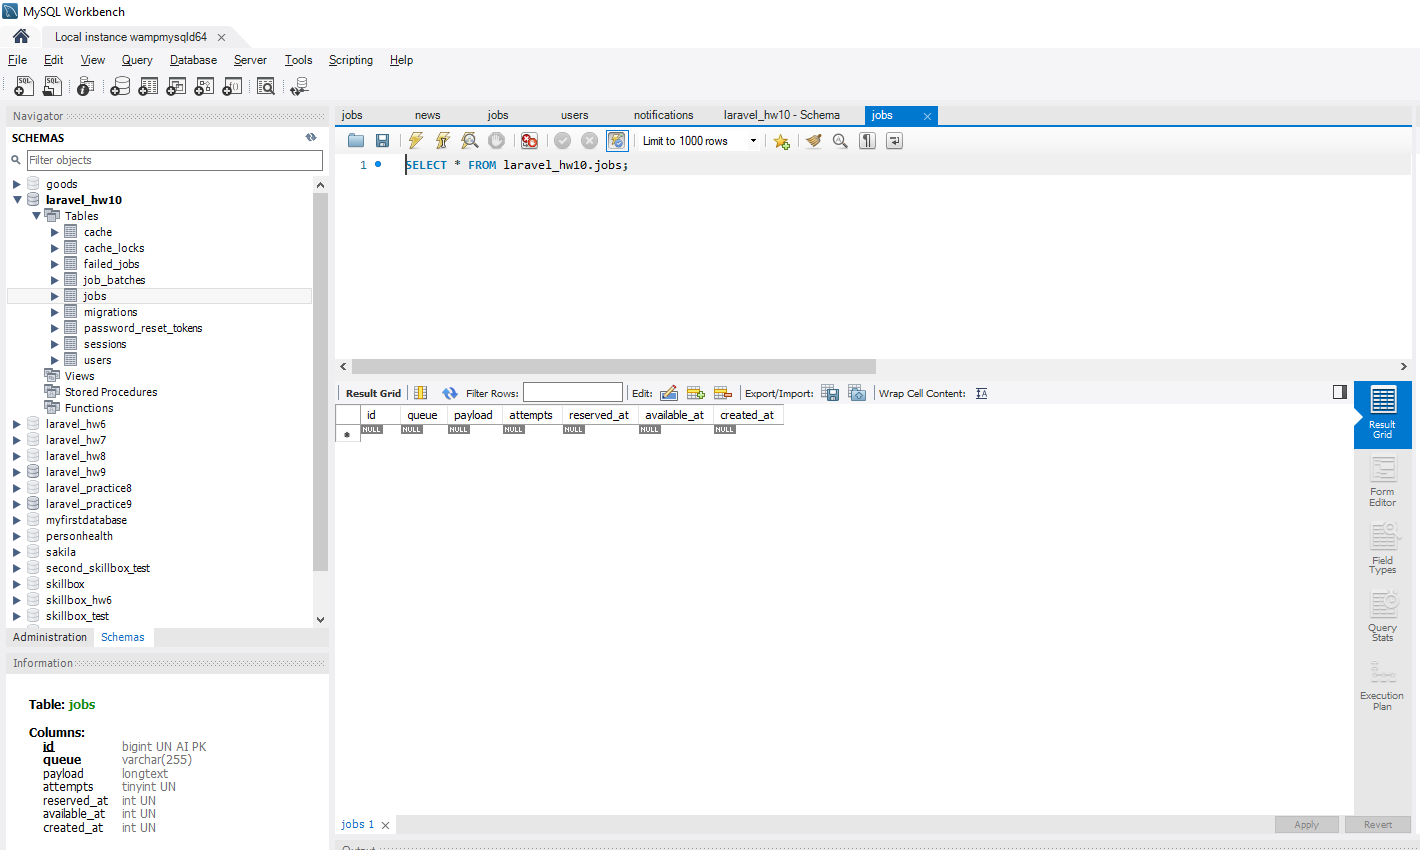 MySQL Workbench
Local instance wampmysqld64
File Edit View Query Database Server Tools Scripting Help
Navigator
SCHEMAS
Filter objects
goods
laravel_hw10
Tables
cache
cache_locks
failed_jobs
job_batches
jobs
migrations
password_reset_tokens
sessions
users
Views
Stored Procedures
Functions
laravel_hw6
laravel_hw7
laravel_hw8
laravel_hw9
laravel_practice8
laravel_practice9
myfirstdatabase
personhealth
sakila
second_skillbox_test
skillbox
skillbox_hw6
skillbox_test
Administration Schemas
Information
Table: jobs
Columns:
id bigint UN AI PK
queue varchar(255)
payload longtext
attempts tinyint UN
reserved_at int UN
available_at int UN
created_at int UN
jobs news jobs users notifications laravel_hw10 - Schema jobs
Limit to 1000 rows
1 SELECT * FROM laravel_hw10.jobs;
Result Grid Filter Rows: Edit: Export/Import: Wrap Cell Content:
id queue payload attempts reserved_at available_at created_at
NULL NULL NULL NULL NULL NULL NULL
Result
Grid
Form
Editor
Field
Types
Query
Stats
Execution
Plan
jobs 1
Apply Revert
Output